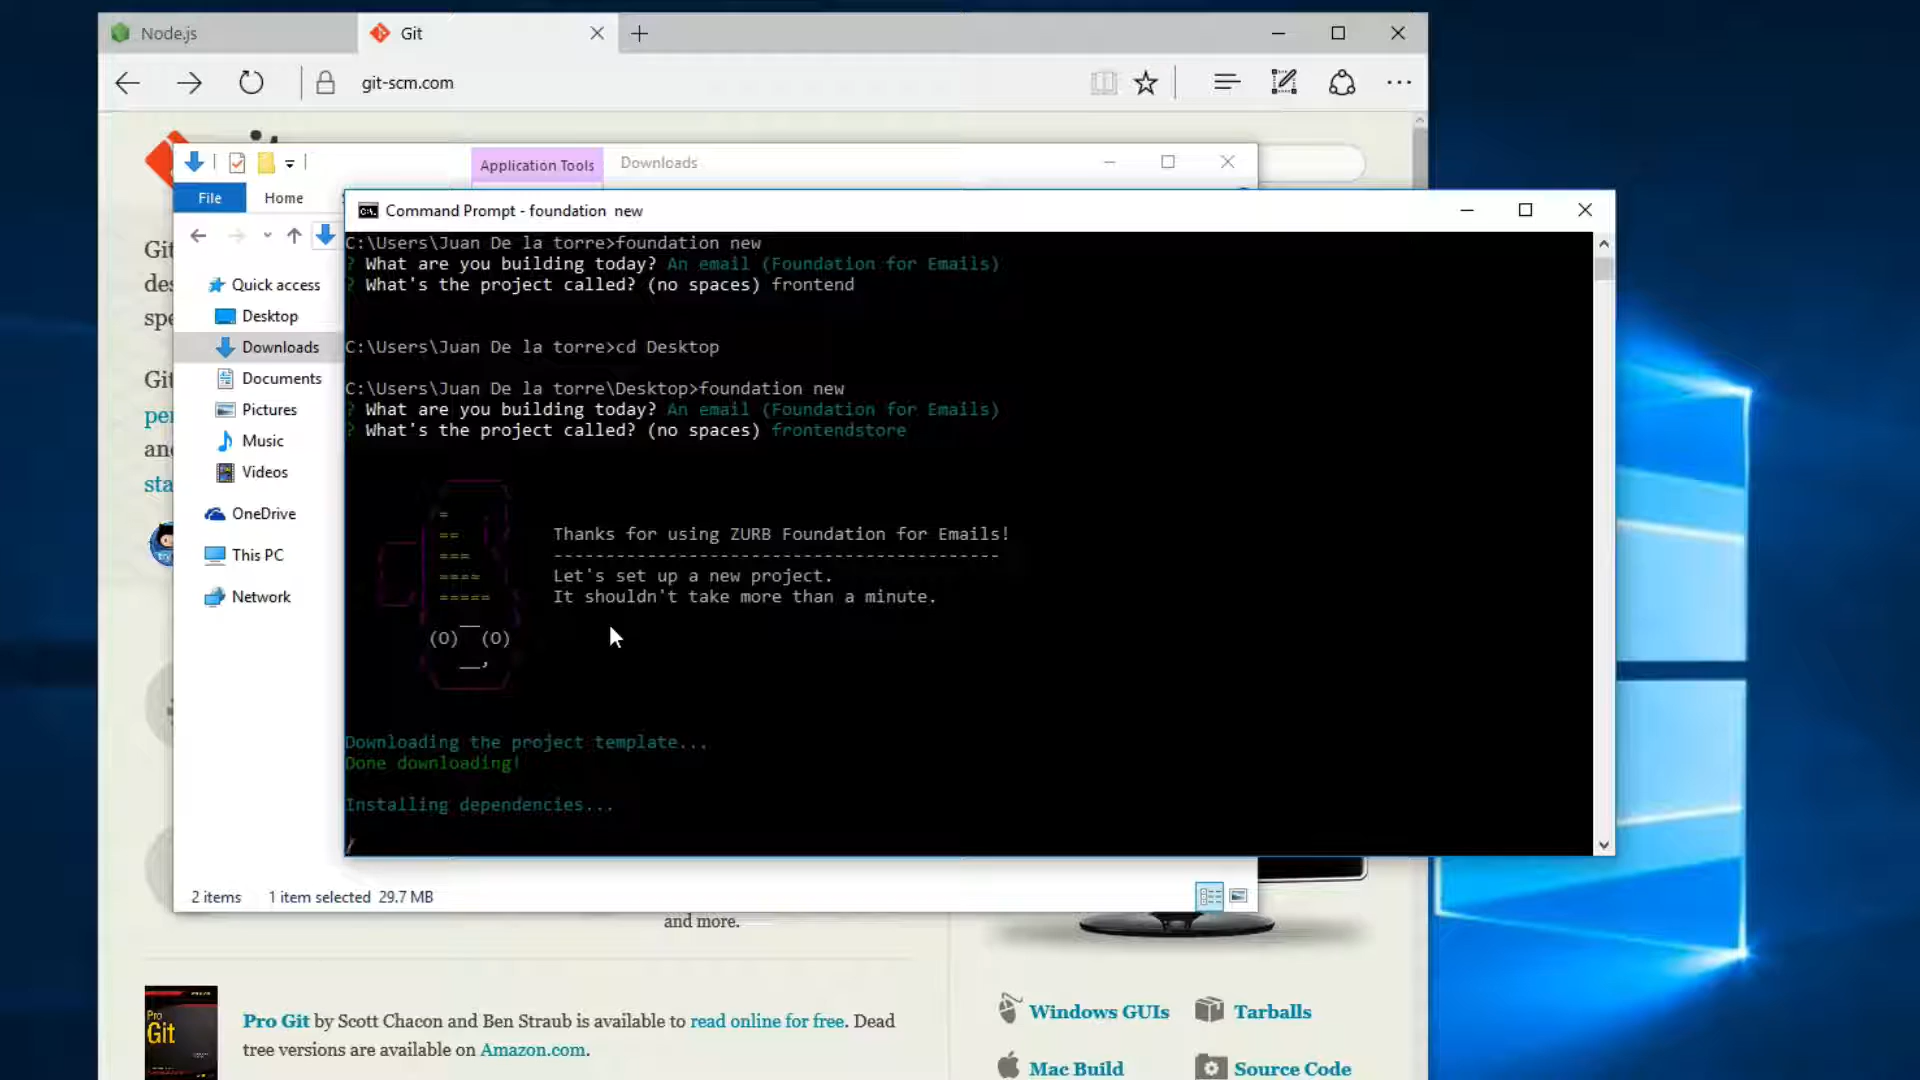 Node.js
Git
git-scm.com
Application Tools
Downloads
File
Home
Command Prompt - foundation new
Quick access
Desktop
Downloads
Documents
Pictures
Music
Videos
OneDrive
This PC
Network
C:\Users\Juan De la torre>foundation new
? What are you building today? An email (Foundation for Emails)
? What's the project called? (no spaces) frontend
C:\Users\Juan De la torre>cd Desktop
C:\Users\Juan De la torre\Desktop>foundation new
? What are you building today? An email (Foundation for Emails)
? What's the project called? (no spaces) frontendstore
=
==
===
====
=====
(O) (O)
Thanks for using ZURB Foundation for Emails!
-------------------------------------------
Let's set up a new project.
It shouldn't take more than a minute.
Downloading the project template...
Done downloading!
Installing dependencies...
/
2 items
1 item selected 29.7 MB
and more.
Pro
Git
Pro Git by Scott Chacon and Ben Straub is available to read online for free. Dead
tree versions are available on Amazon.com.
Windows GUIs
Tarballs
Mac Build
Source Code